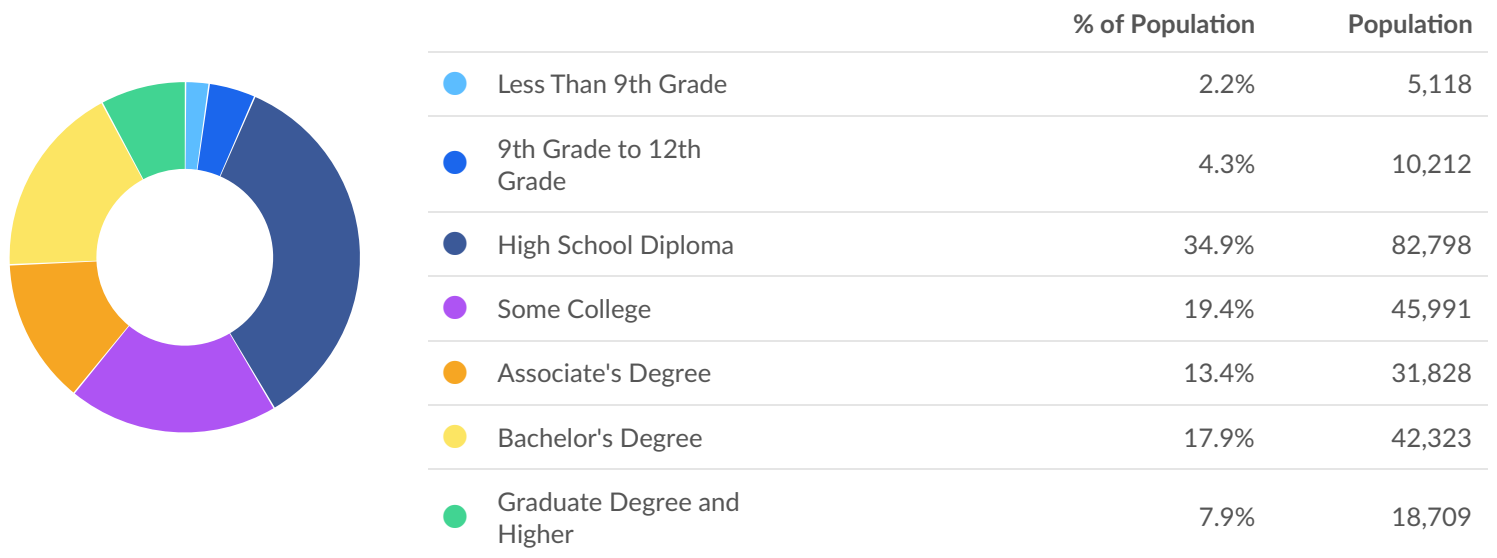 % of Population Population
Less Than 9th Grade 2.2% 5,118
9th Grade to 12th
Grade 4.3% 10,212
High School Diploma 34.9% 82,798
Some College 19.4% 45,991
Associate's Degree 13.4% 31,828
Bachelor's Degree 17.9% 42,323
Graduate Degree and
Higher 7.9% 18,709